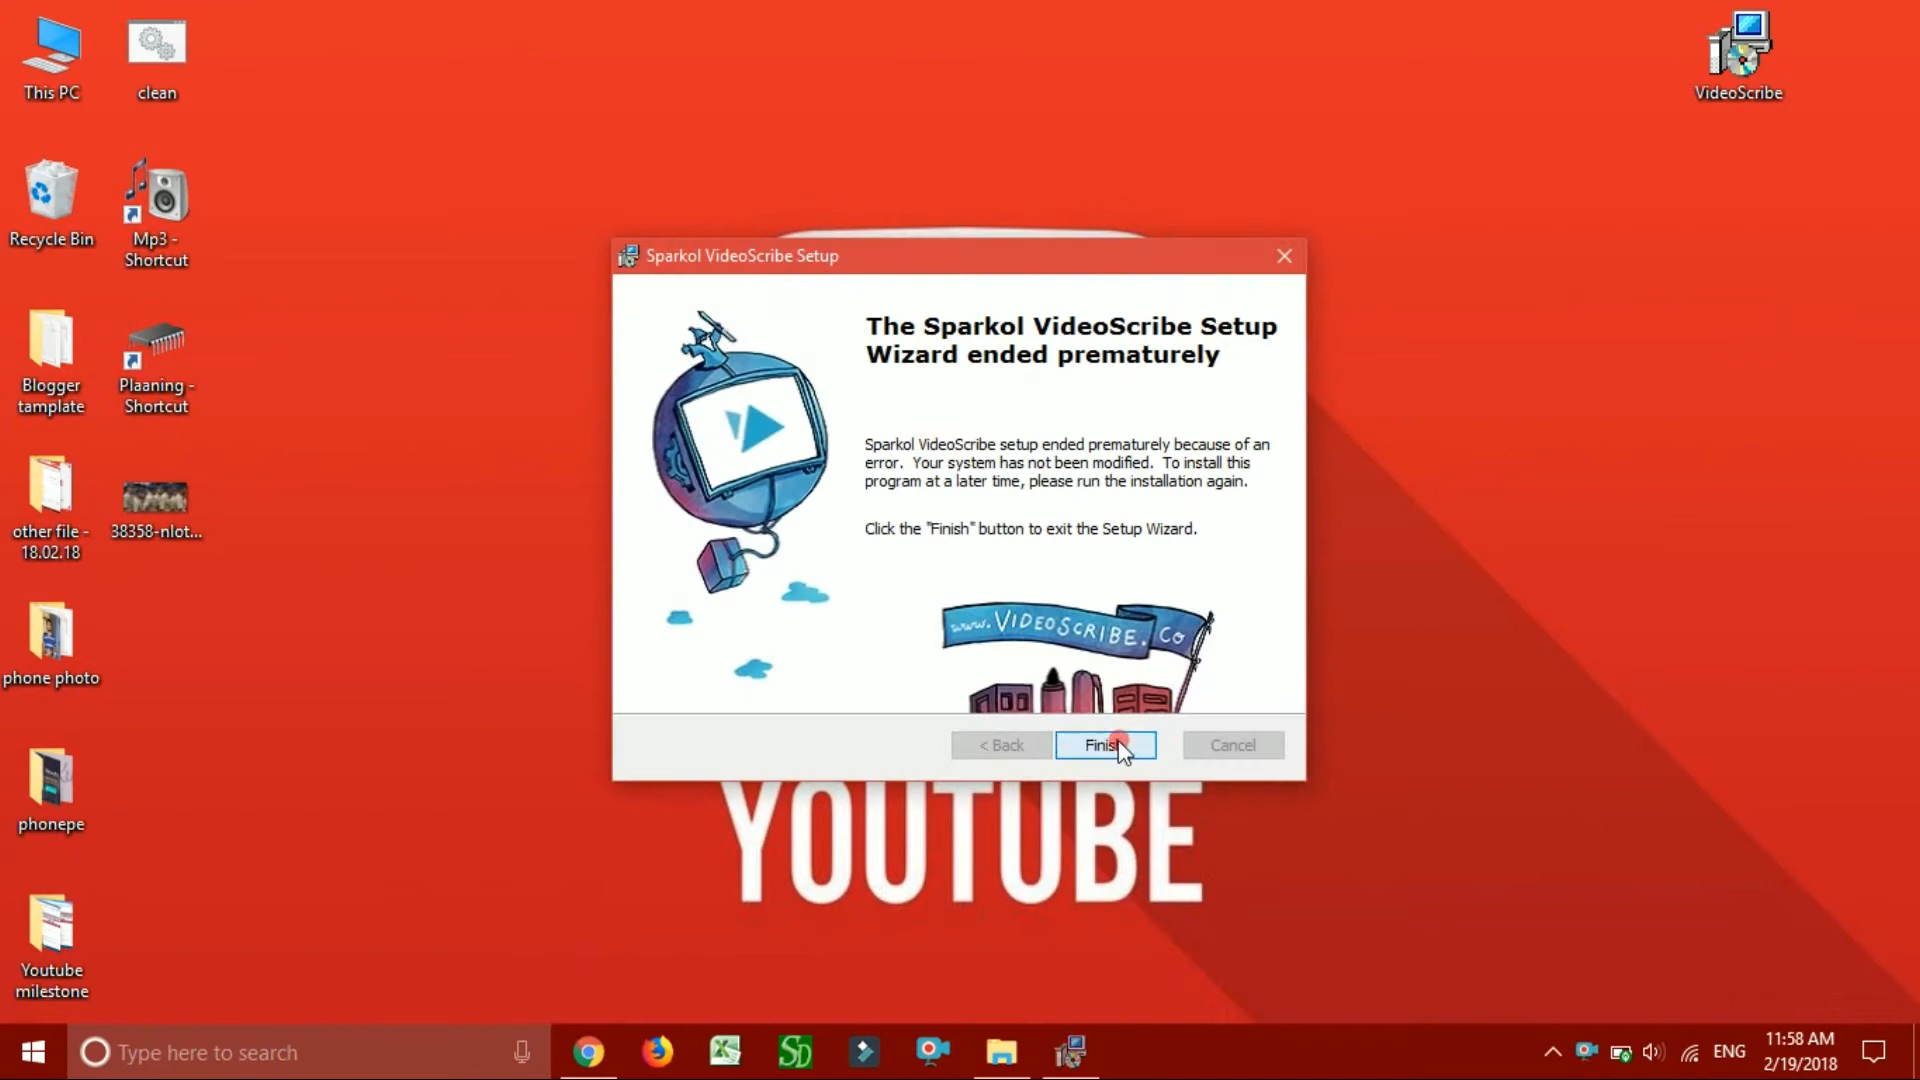 This PC
clean
VideoScribe
Recycle Bin
Mp3 -
Shortcut
Blogger
tamplate
Plaaning -
Shortcut
other file -
18.02.18
38358-nlot...
phone photo
phonepe
Youtube
milestone
Sparkol VideoScribe Setup
The Sparkol VideoScribe Setup
Wizard ended prematurely
Sparkol VideoScribe setup ended prematurely because of an
error. Your system has not been modified. To install this
program at a later time, please run the installation again.
Click the "Finish" button to exit the Setup Wizard.
www.VIDEOSCRIBE.CO
< Back
Finish
Cancel
YOUTUBE
Type here to search
SD
ENG
11:58 AM
2/19/2018